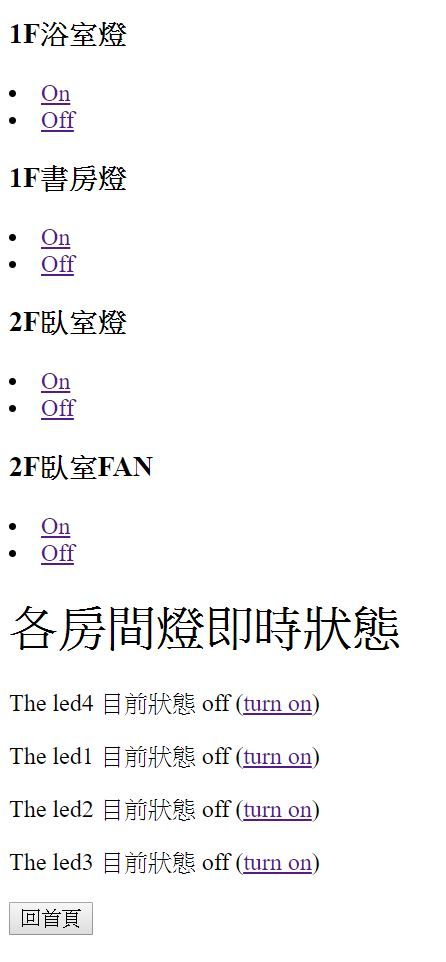 1F浴室燈
On
Off
1F書房燈
On
Off
2F臥室燈
On
Off
2F臥室FAN
On
Off
各房間燈即時狀態
The led4 目前狀態 off (turn on)
The led1 目前狀態 off (turn on)
The led2 目前狀態 off (turn on)
The led3 目前狀態 off (turn on)
回首頁